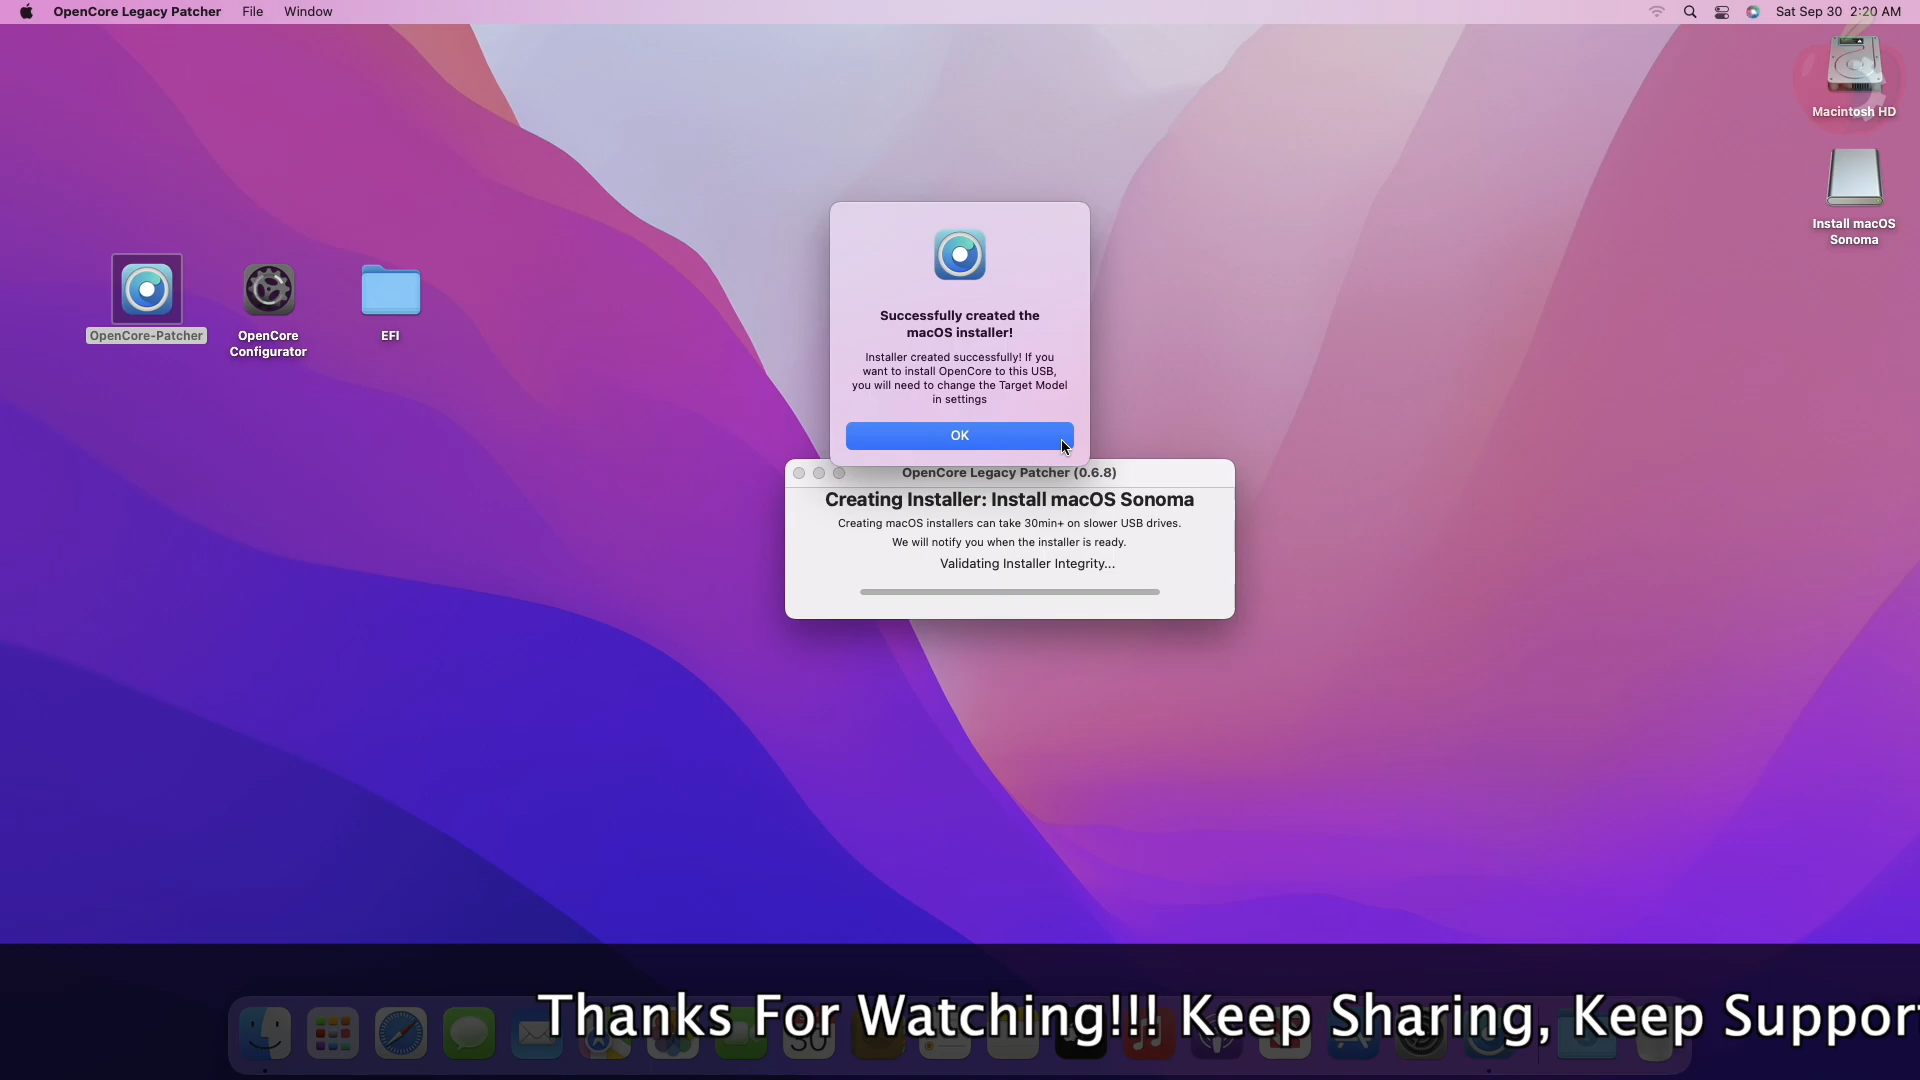 OpenCore Legacy Patcher File Window
Sat Sep 30 2:20 AM
Macintosh HD
Install macOS
Sonoma
OpenCore-Patcher
OpenCore
Configurator
EFI
Successfully created the
macOS installer!
Installer created successfully! If you
want to install OpenCore to this USB,
you will need to change the Target Model
in settings
OK
OpenCore Legacy Patcher (0.6.8)
Creating Installer: Install macOS Sonoma
Creating macOS installers can take 30min+ on slower USB drives.
We will notify you when the installer is ready.
Validating Installer Integrity...
Thanks For Watching!!! Keep Sharing, Keep Suppor
30